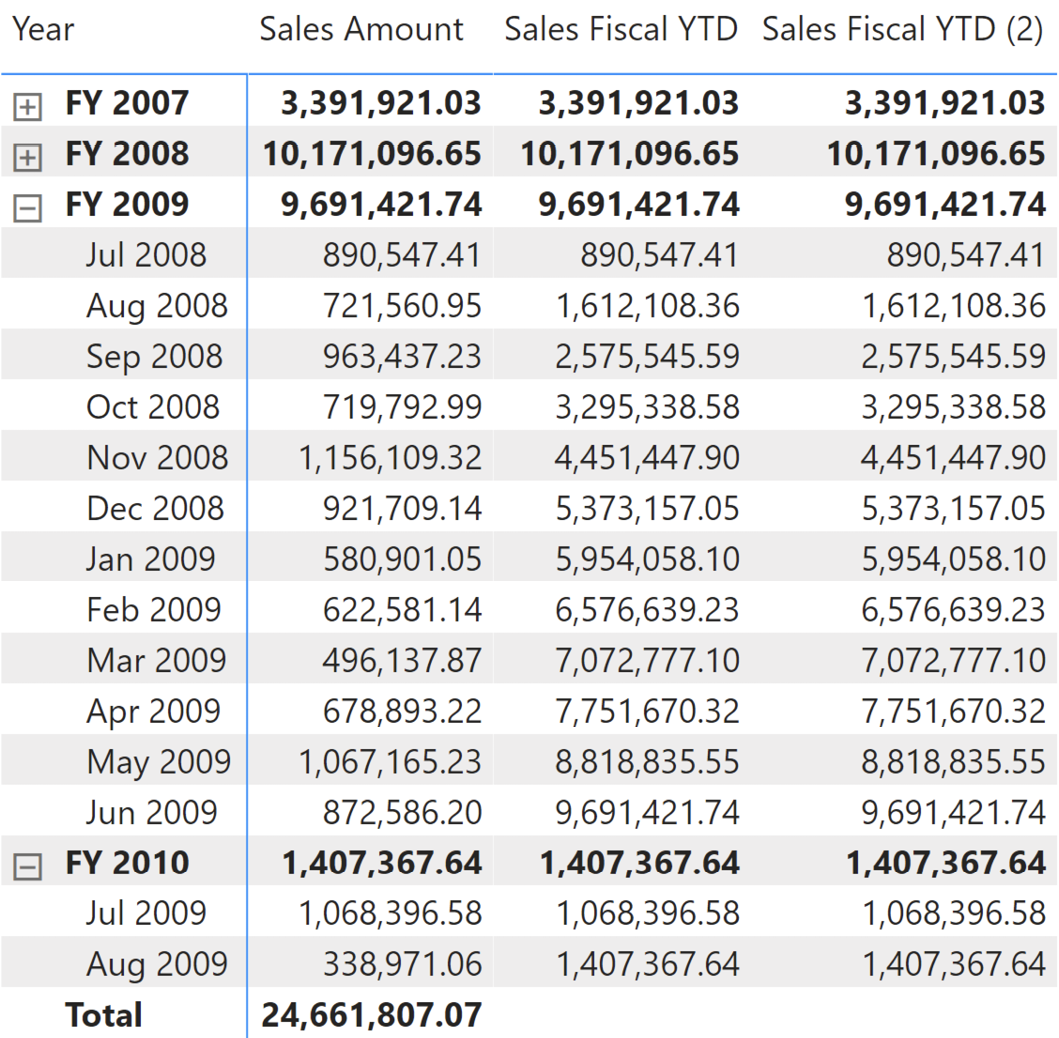 Year Sales Amount Sales Fiscal YTD Sales Fiscal YTD (2)
FY 2007 3,391,921.03 3,391,921.03 3,391,921.03
FY 2008 10,171,096.65 10,171,096.65 10,171,096.65
FY 2009 9,691,421.74 9,691,421.74 9,691,421.74
Jul 2008 890,547.41 890,547.41 890,547.41
Aug 2008 721,560.95 1,612,108.36 1,612,108.36
Sep 2008 963,437.23 2,575,545.59 2,575,545.59
Oct 2008 719,792.99 3,295,338.58 3,295,338.58
Nov 2008 1,156,109.32 4,451,447.90 4,451,447.90
Dec 2008 921,709.14 5,373,157.05 5,373,157.05
Jan 2009 580,901.05 5,954,058.10 5,954,058.10
Feb 2009 622,581.14 6,576,639.23 6,576,639.23
Mar 2009 496,137.87 7,072,777.10 7,072,777.10
Apr 2009 678,893.22 7,751,670.32 7,751,670.32
May 2009 1,067,165.23 8,818,835.55 8,818,835.55
Jun 2009 872,586.20 9,691,421.74 9,691,421.74
FY 2010 1,407,367.64 1,407,367.64 1,407,367.64
Jul 2009 1,068,396.58 1,068,396.58 1,068,396.58
Aug 2009 338,971.06 1,407,367.64 1,407,367.64
Total 24,661,807.07